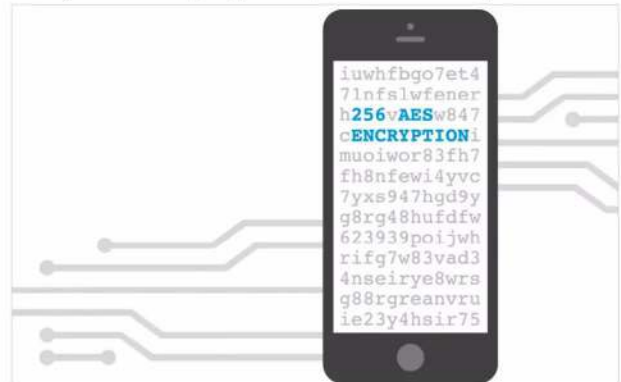 iuwhfbgo7et4
71nfslwfener
h256vAESw847
cENCRYPTIONi
muoiwor83fh7
fh8nfewi4yvc
7yxs947hgd9y
g8rg48hufdfw
623939poijwh
rifg7w83vad3
4nseirye8wrs
g88rgreanvru
ie23y4hsir75